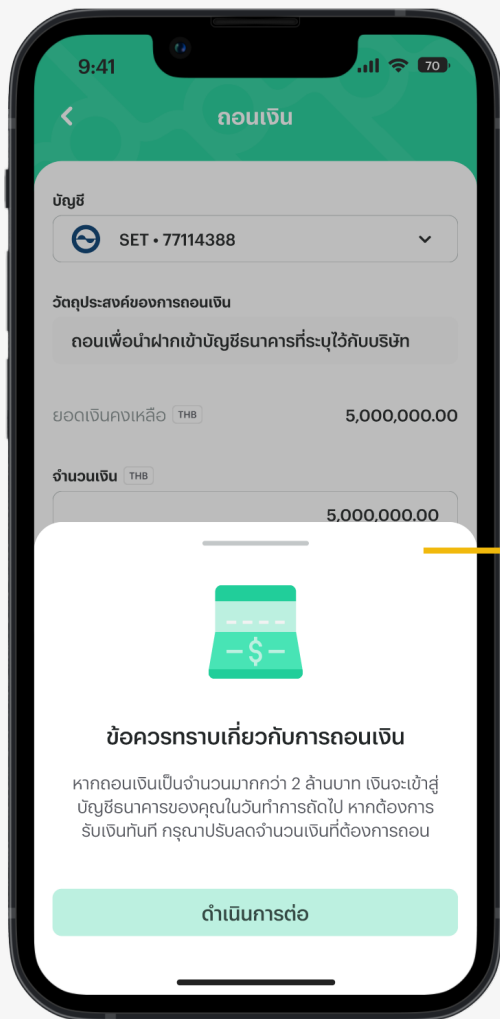 9:41
70
ถอนเงิน
บัญชี
SET • 77114388
วัตถุประสงค์ของการถอนเงิน
ถอนเพื่อนำฝากเข้าบัญชีธนาคารที่ระบุไว้กับบริษัท
ยอดเงินคงเหลือ THB 5,000,000.00
จำนวนเงิน THB
5,000,000.00
$
ข้อควรทราบเกี่ยวกับการถอนเงิน
หากถอนเงินเป็นจำนวนมากกว่า 2 ล้านบาท เงินจะเข้าสู่
บัญชีธนาคารของคุณในวันทำการถัดไป หากต้องการ
รับเงินทันที กรุณาปรับลดจำนวนเงินที่ต้องการถอน
ดำเนินการต่อ